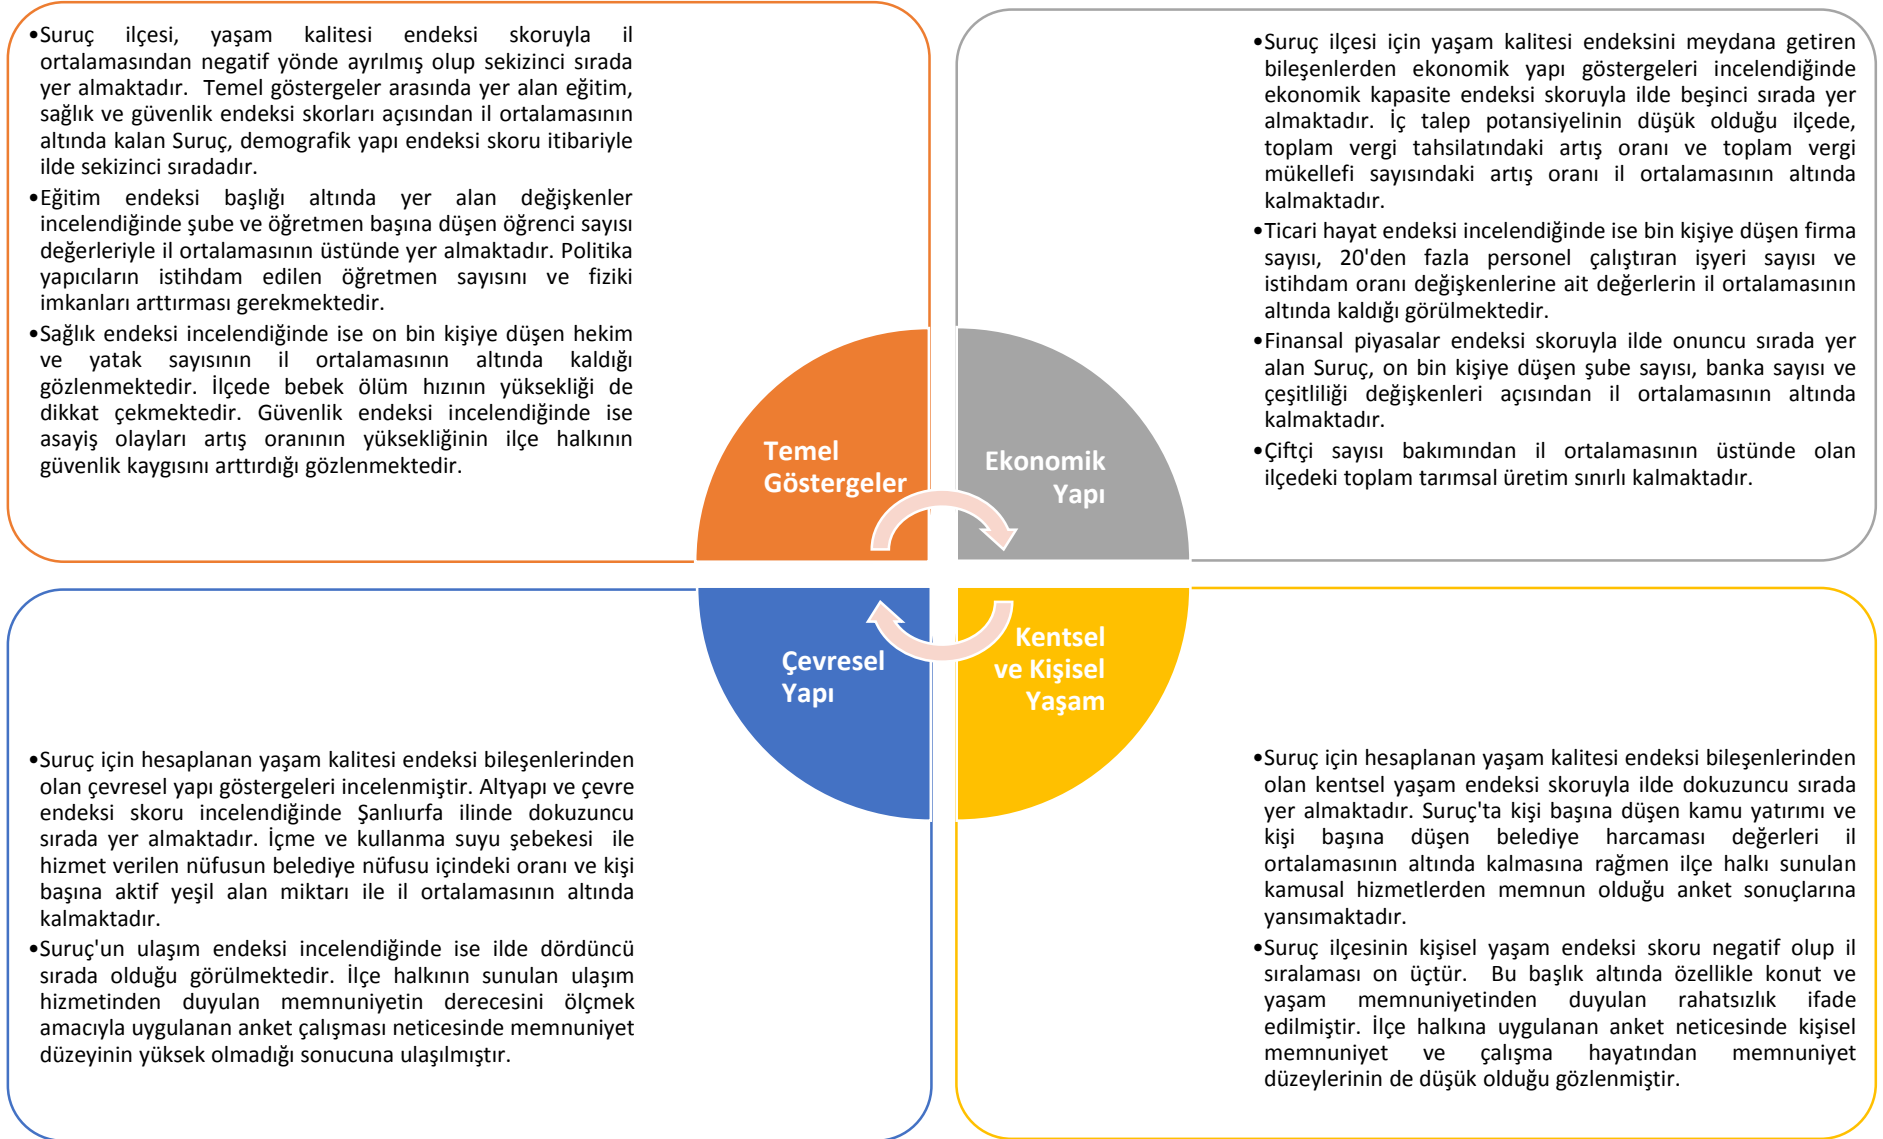 •Suruç ilçesi, yaşam kalitesi endeksi skoruyla il
ortalamasından negatif yönde ayrılmış olup sekizinci sırada
yer almaktadır. Temel göstergeler arasında yer alan eğitim,
sağlık ve güvenlik endeksi skorları açısından il ortalamasının
altında kalan Suruç, demografik yapı endeksi skoru itibariyle
ilde sekizinci sıradadır.
•Eğitim endeksi başlığı altında yer alan değişkenler
incelendiğinde şube ve öğretmen başına düşen öğrenci sayısı
değerleriyle il ortalamasının üstünde yer almaktadır. Politika
yapıcıların istihdam edilen öğretmen sayısını ve fiziki
imkanları arttırması gerekmektedir.
•Sağlık endeksi incelendiğinde ise on bin kişiye düşen hekim
ve yatak sayısının il ortalamasının altında kaldığı
gözlenmektedir. İlçede bebek ölüm hızının yüksekliği de
dikkat çekmektedir. Güvenlik endeksi incelendiğinde ise
asayiş olayları artış oranının yüksekliğinin ilçe halkının
güvenlik kaygısını arttırdığı gözlenmektedir.
Temel
Göstergeler
•Suruç ilçesi için yaşam kalitesi endeksini meydana getiren
bileşenlerden ekonomik yapı göstergeleri incelendiğinde
ekonomik kapasite endeksi skoruyla ilde beşinci sırada yer
almaktadır. İç talep potansiyelinin düşük olduğu ilçede,
toplam vergi tahsilatındaki artış oranı ve toplam vergi
mükellefi sayısındaki artış oranı il ortalamasının altında
kalmaktadır.
•Ticari hayat endeksi incelendiğinde ise bin kişiye düşen firma
sayısı, 20'den fazla personel çalıştıran işyeri sayısı ve
istihdam oranı değişkenlerine ait değerlerin il ortalamasının
altında kaldığı görülmektedir.
•Finansal piyasalar endeksi skoruyla ilde onuncu sırada yer
alan Suruç, on bin kişiye düşen şube sayısı, banka sayısı ve
çeşitliliği değişkenleri açısından il ortalamasının altında
kalmaktadır.
•Çiftçi sayısı bakımından il ortalamasının üstünde olan
ilçedeki toplam tarımsal üretim sınırlı kalmaktadır.
Ekonomik
Yapı
•Suruç için hesaplanan yaşam kalitesi endeksi bileşenlerinden
olan çevresel yapı göstergeleri incelenmiştir. Altyapı ve çevre
endeksi skoru incelendiğinde Şanlıurfa ilinde dokuzuncu
sırada yer almaktadır. İçme ve kullanma suyu şebekesi ile
hizmet verilen nüfusun belediye nüfusu içindeki oranı ve kişi
başına aktif yeşil alan miktarı ile il ortalamasının altında
kalmaktadır.
•Suruç'un ulaşım endeksi incelendiğinde ise ilde dördüncü
sırada olduğu görülmektedir. İlçe halkının sunulan ulaşım
hizmetinden duyulan memnuniyetin derecesini ölçmek
amacıyla uygulanan anket çalışması neticesinde memnuniyet
düzeyinin yüksek olmadığı sonucuna ulaşılmıştır.
Çevresel
Yapı
Kentsel
ve Kişisel
Yaşam
•Suruç için hesaplanan yaşam kalitesi endeksi bileşenlerinden
olan kentsel yaşam endeksi skoruyla ilde dokuzuncu sırada
yer almaktadır. Suruç'ta kişi başına düşen kamu yatırımı ve
kişi başına düşen belediye harcaması değerleri il
ortalamasının altında kalmasına rağmen ilçe halkı sunulan
kamusal hizmetlerden memnun olduğu anket sonuçlarına
yansımaktadır.
•Suruç ilçesinin kişisel yaşam endeksi skoru negatif olup il
sıralaması on üçtür. Bu başlık altında özellikle konut ve
yaşam memnuniyetinden duyulan rahatsızlık ifade
edilmiştir. İlçe halkına uygulanan anket neticesinde kişisel
memnuniyet ve çalışma hayatından memnuniyet
düzeylerinin de düşük olduğu gözlenmiştir.